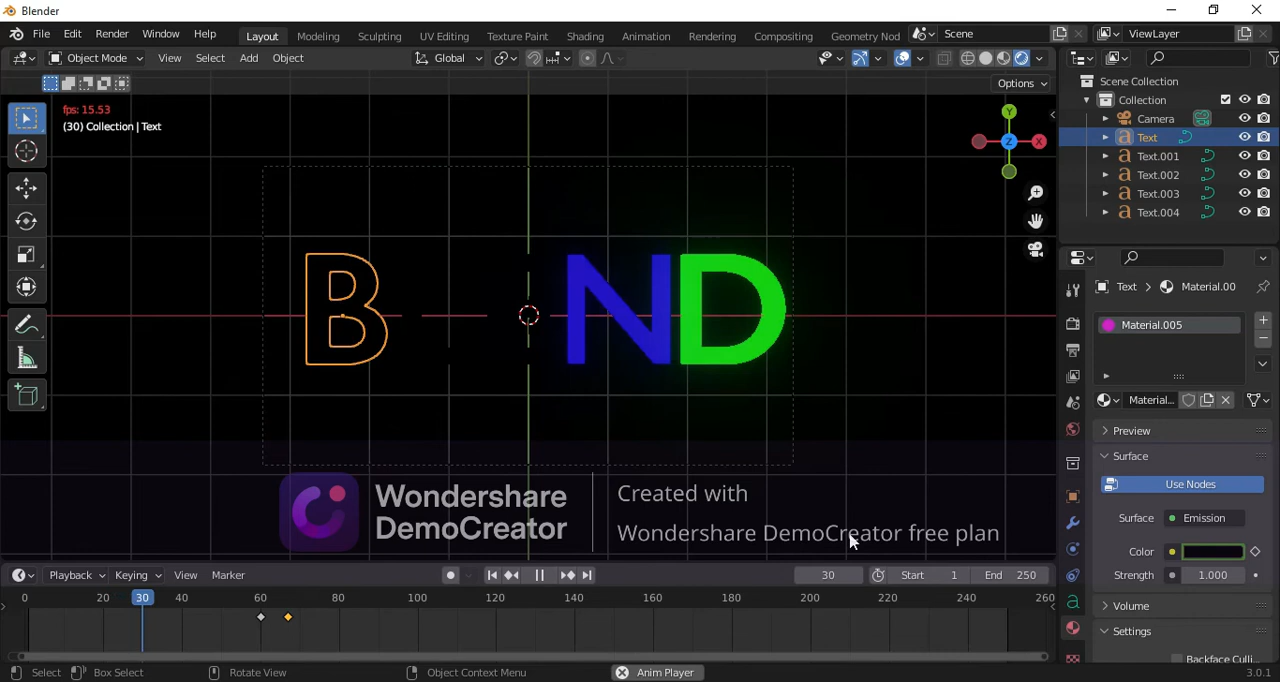 Blender
File Edit Render Window Help Layout Modeling Sculpting UV Editing Texture Paint Shading Animation Rendering Compositing Geometry Nod Scene ViewLayer
Object Mode View Select Add Object Global
Options
fps: 15.53
(30) Collection | Text
Y
Z X
B ND
Scene Collection
Collection
Camera
Text
Text.001
Text.002
Text.003
Text.004
Text > Material.00
Material.005
Material...
Preview
Surface
Use Nodes
Surface Emission
Color
Strength 1.000
Volume
Settings
Backface Culli...
Wondershare
DemoCreator
Created with
Wondershare DemoCreator free plan
Playback Keying View Marker 30 Start 1 End 250
0 20 30 40 60 80 100 120 140 160 180 200 220 240 260
Select Box Select Rotate View Object Context Menu Anim Player 3.0.1